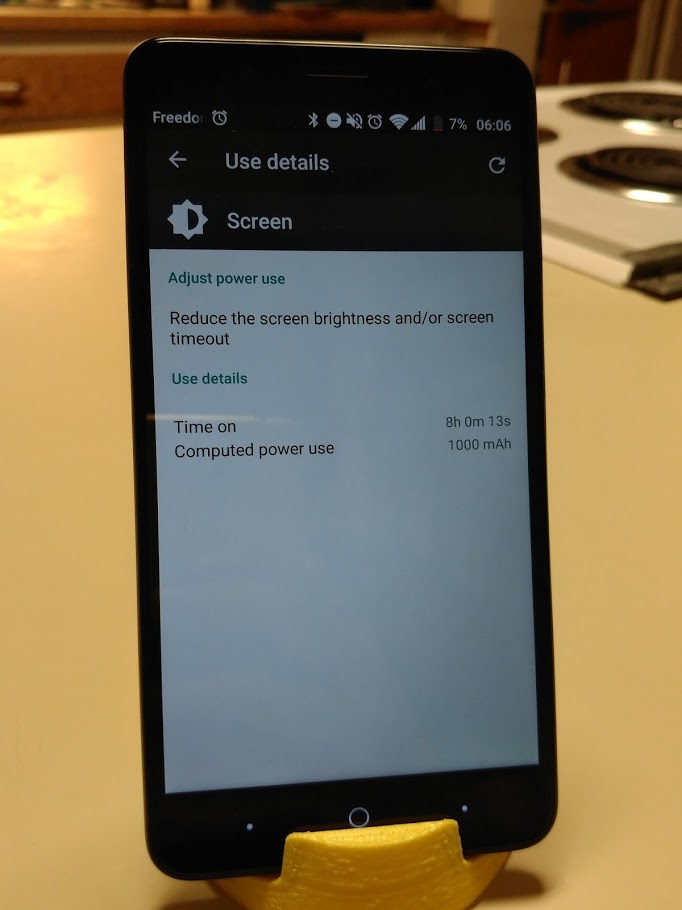 Freedo
7% 06:06
Use details
Screen
Adjust power use
Reduce the screen brightness and/or screen
timeout
Use details
Time on 8h 0m 13s
Computed power use 1000 mAh